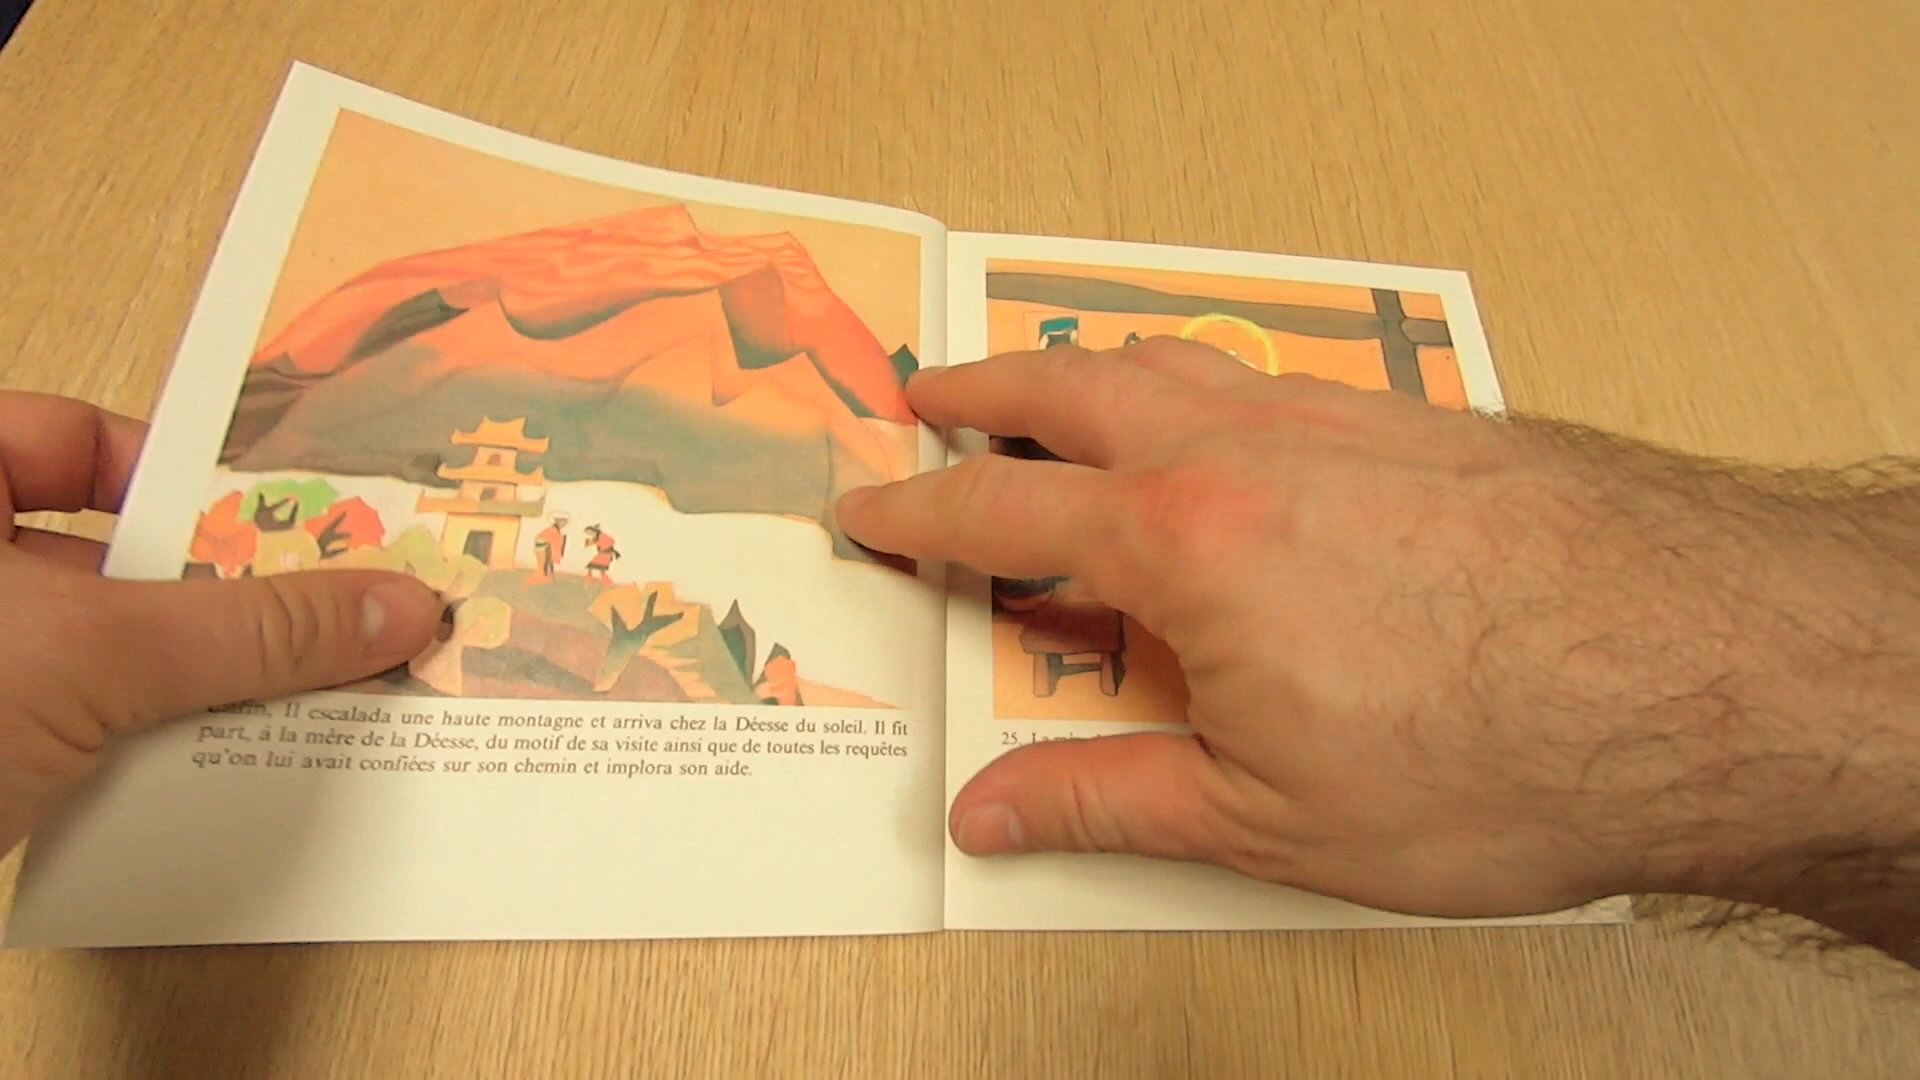 Enfin, Il escalada une haute montagne et arriva chez la Déesse du soleil. Il fit
part, à la mère de la Déesse, du motif de sa visite ainsi que de toutes les requêtes
qu'on lui avait confiées sur son chemin et implora son aide.
25. La